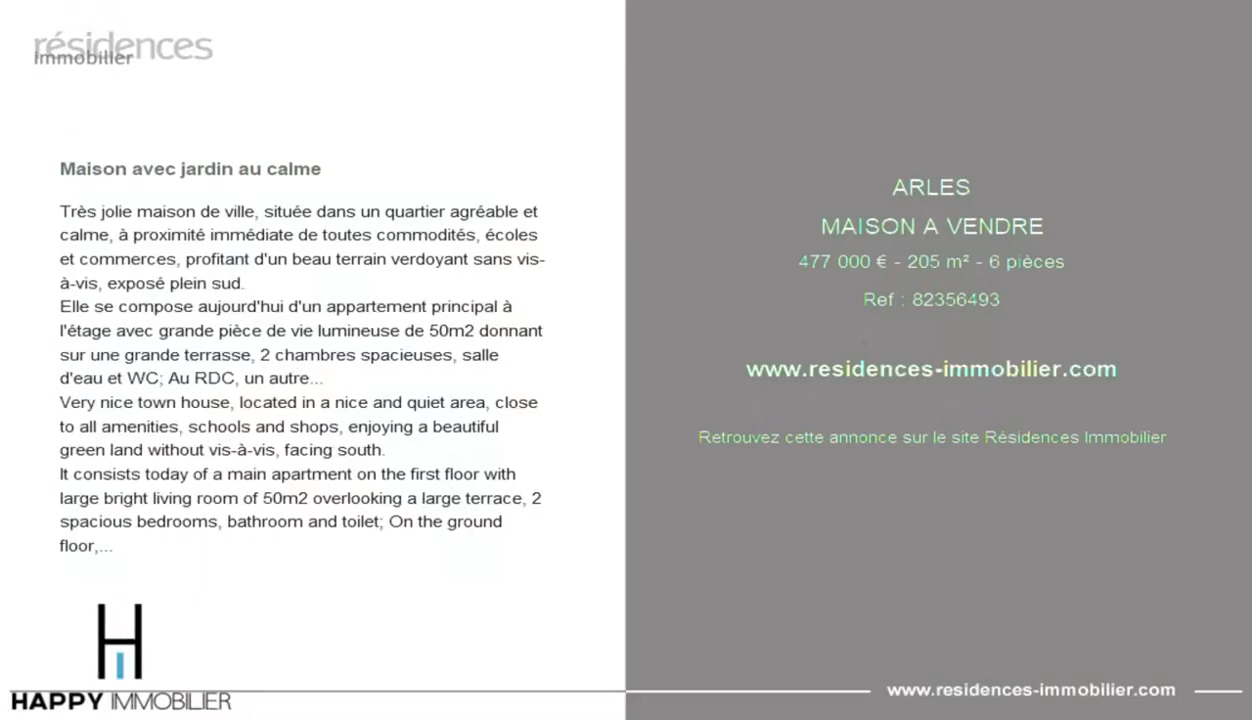 résidences
immobilier
Maison avec jardin au calme
Très jolie maison de ville, située dans un quartier agréable et
calme, à proximité immédiate de toutes commodités, écoles
et commerces, profitant d'un beau terrain verdoyant sans vis-
à-vis, exposé plein sud.
Elle se compose aujourd'hui d'un appartement principal à
l'étage avec grande pièce de vie lumineuse de 50m2 donnant
sur une grande terrasse, 2 chambres spacieuses, salle
d'eau et WC; Au RDC, un autre...
Very nice town house, located in a nice and quiet area, close
to all amenities, schools and shops, enjoying a beautiful
green land without vis-à-vis, facing south.
It consists today of a main apartment on the first floor with
large bright living room of 50m2 overlooking a large terrace, 2
spacious bedrooms, bathroom and toilet; On the ground
floor,...
HAPPY IMMOBILIER
ARLES
MAISON A VENDRE
477 000 € - 205 m² - 6 pièces
Ref : 82356493
www.residences-immobilier.com
Retrouvez cette annonce sur le site Résidences Immobilier
www.residences-immobilier.com